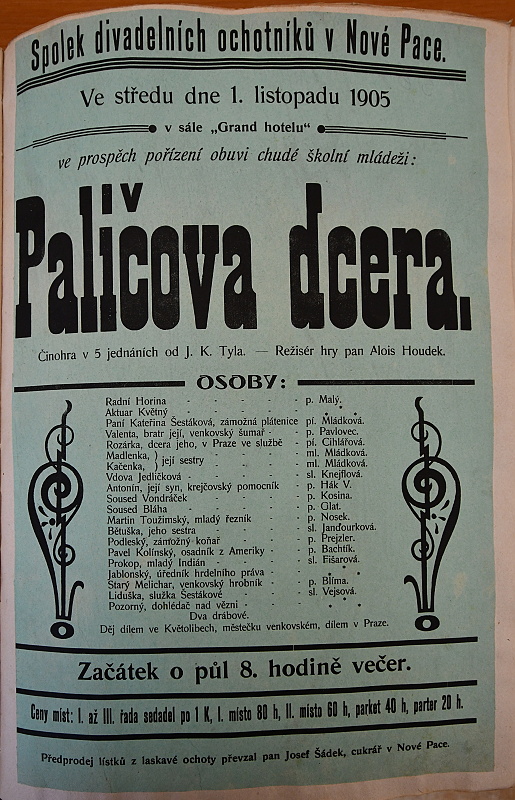 Spolek divadelních ochotníků v Nové Pace.
Ve středu dne 1. listopadu 1905
v sále „Grand hotelu“
ve prospěch pořízení obuvi chudé školní mládeži:
Paličova dcera.
Činohra v 5 jednáních od J. K. Tyla. — Režisér hry pan Alois Houdek.
OSOBY:
Radní Horina - - - - - p. Malý.
Aktuar Květný - - - - - * * *
Paní Kateřina Šestáková, zámožná plátenice pí. Mládková.
Valenta, bratr její, venkovský šumař - - p. Pavlovec.
Rozárka, dcera jeho, v Praze ve službě - pí. Cihlářová.
Madlenka, } její sestry - - - ml. Mládková.
Kačenka, - - - ml. Mládková.
Vdova Jedličková - - - - sl. Knejflová.
Antonín, její syn, krejčovský pomocník - p. Hák V.
Soused Vondráček - - - - p. Kosina.
Soused Bláha - - - - p. Glat.
Martin Toužimský, mladý řezník - - p. Nosek.
Bětuška, jeho sestra - - - sl. Janďourková.
Podleský, zámožný koňař - - - p. Prejzler.
Pavel Kolínský, osadník z Ameriky - - p. Bachtík.
Prokop, mladý Indián - - - sl. Fišarová.
Jablonský, úředník hrdelního práva - - * * *
Starý Melichar, venkovský hrobník - - p. Blíma.
Liduška, služka Šestákové - - - sl. Vejsová.
Pozorný, dohlédač nad vězni - - - * * *
Dva drábové.
Děj dílem ve Květolibech, městečku venkovském, dílem v Praze.
Začátek o půl 8. hodině večer.
Ceny míst: I. až III. řada sedadel po 1 K, I. místo 80 h, II. místo 60 h, parket 40 h, parter 20 h.
Předprodej lístků z laskavé ochoty převzal pan Josef Šádek, cukrář v Nové Pace.